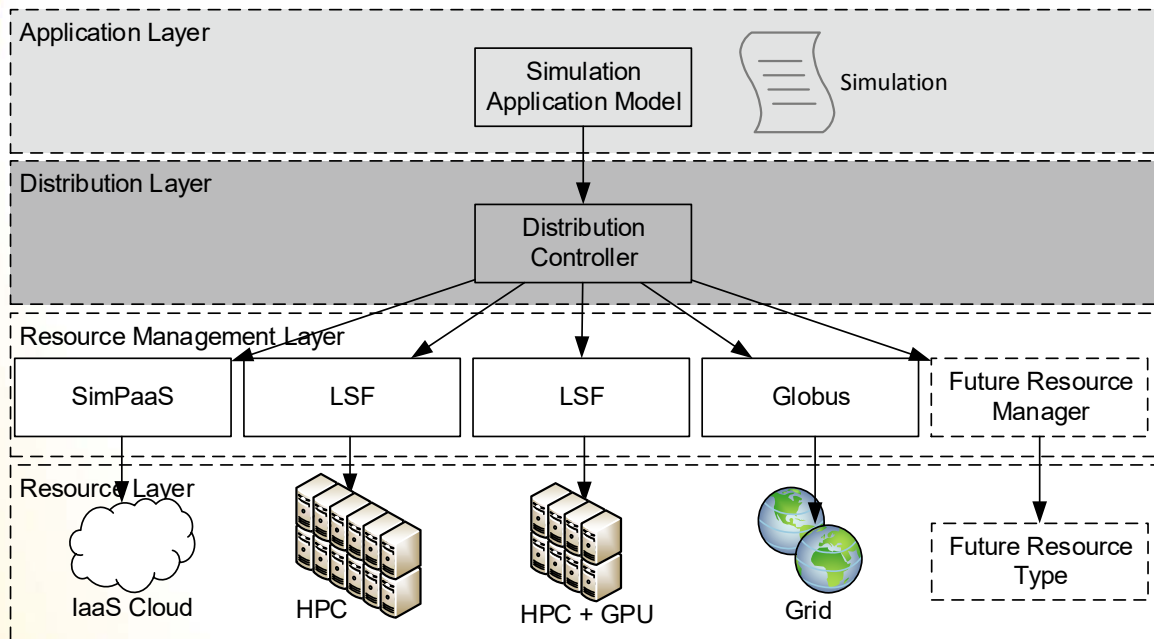 Application Layer
Simulation
Application Model
Simulation
Distribution Layer
Distribution
Controller
Resource Management Layer
SimPaaS
LSF
LSF
Globus
Future Resource
Manager
Resource Layer
IaaS Cloud
HPC
HPC + GPU
Grid
Future Resource
Type